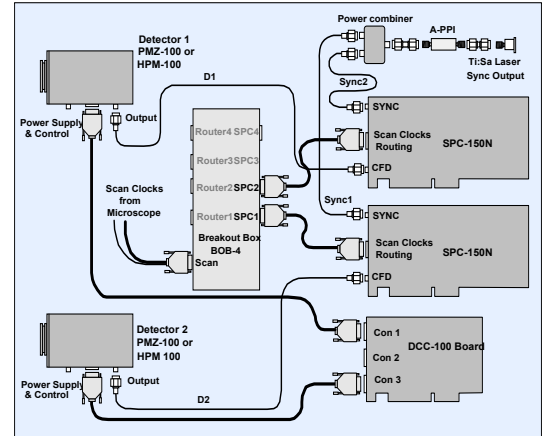 Detector 1
PMZ-100 or
HPM-100
Power combiner
A-PPI
Ti:Sa Laser
Sync Output
D1
Sync2
Power Supply
& Control
Output
SYNC
Scan Clocks
Routing
SPC-150N
CFD
Router4 SPC4
Router3 SPC3
Router2 SPC2
Router1 SPC1
Breakout Box
BOB-4
Scan
Scan Clocks
from
Microscope
Sync1
SYNC
Scan Clocks
Routing
SPC-150N
CFD
Detector 2
PMZ-100 or
HPM 100
Power Supply
& Control
Output
D2
Con 1
Con 2
Con 3
DCC-100 Board